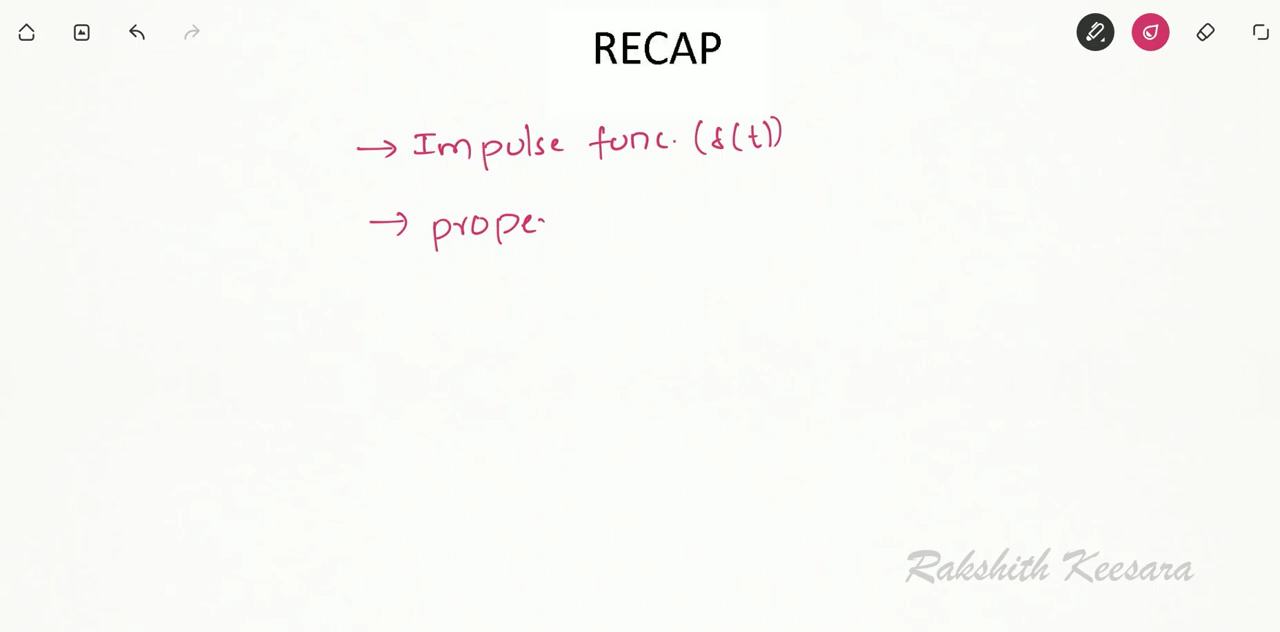 RECAP
→ Impulse func. (δ(t))
→ prope
Rakshith Keesara